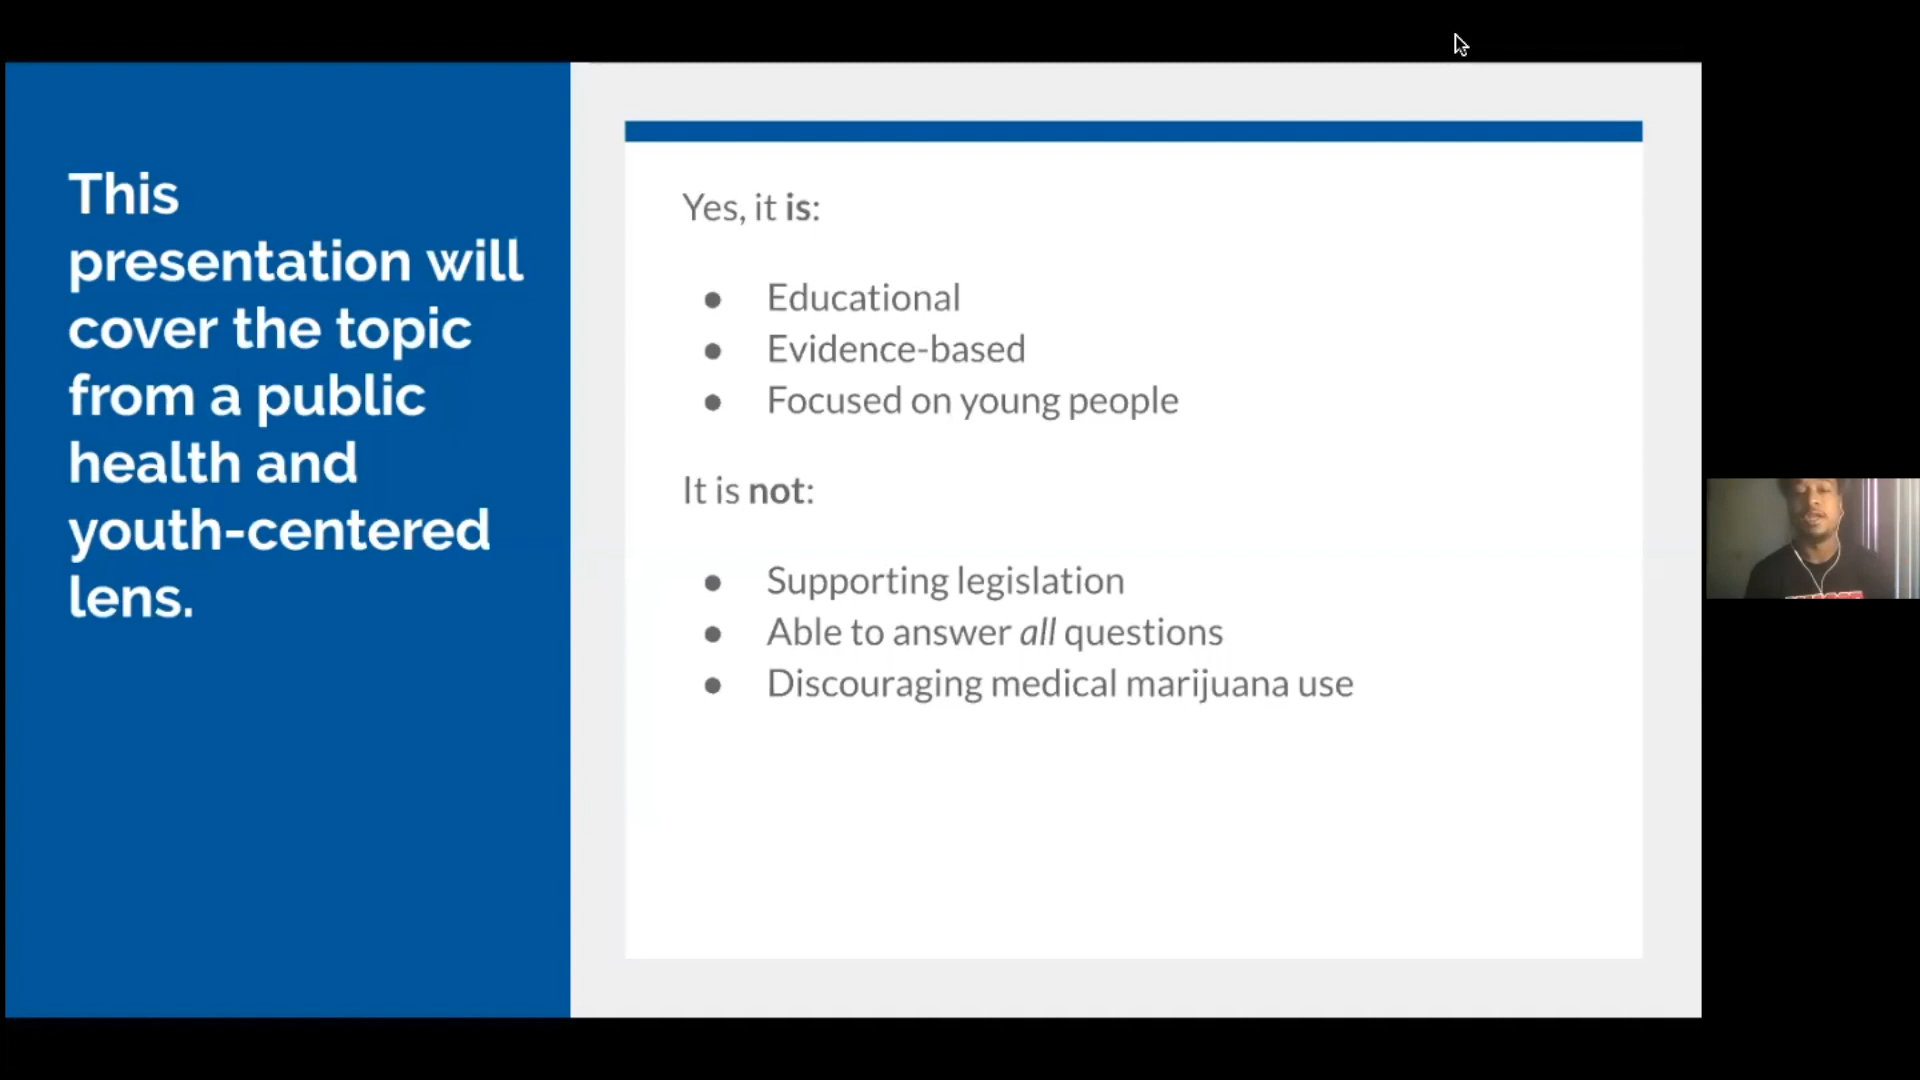 This
presentation will
cover the topic
from a public
health and
youth-centered
lens.
Yes, it is:
● Educational
● Evidence-based
● Focused on young people
It is not:
● Supporting legislation
● Able to answer all questions
● Discouraging medical marijuana use